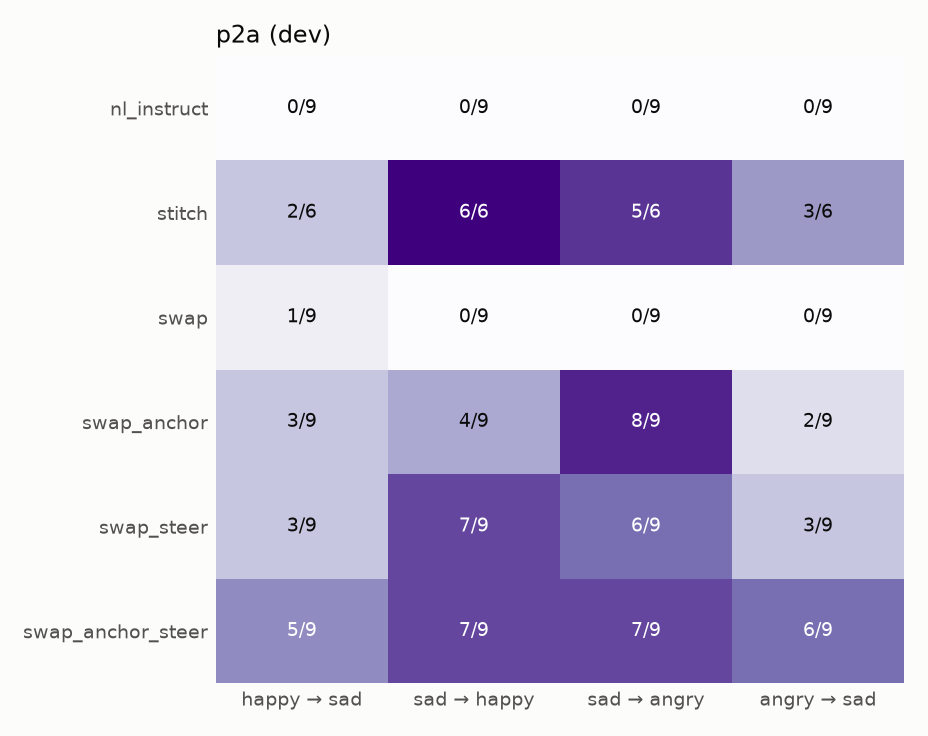 p2a (dev)
nl_instruct 0/9 0/9 0/9 0/9
stitch 2/6 6/6 5/6 3/6
swap 1/9 0/9 0/9 0/9
swap_anchor 3/9 4/9 8/9 2/9
swap_steer 3/9 7/9 6/9 3/9
swap_anchor_steer 5/9 7/9 7/9 6/9
happy → sad sad → happy sad → angry angry → sad